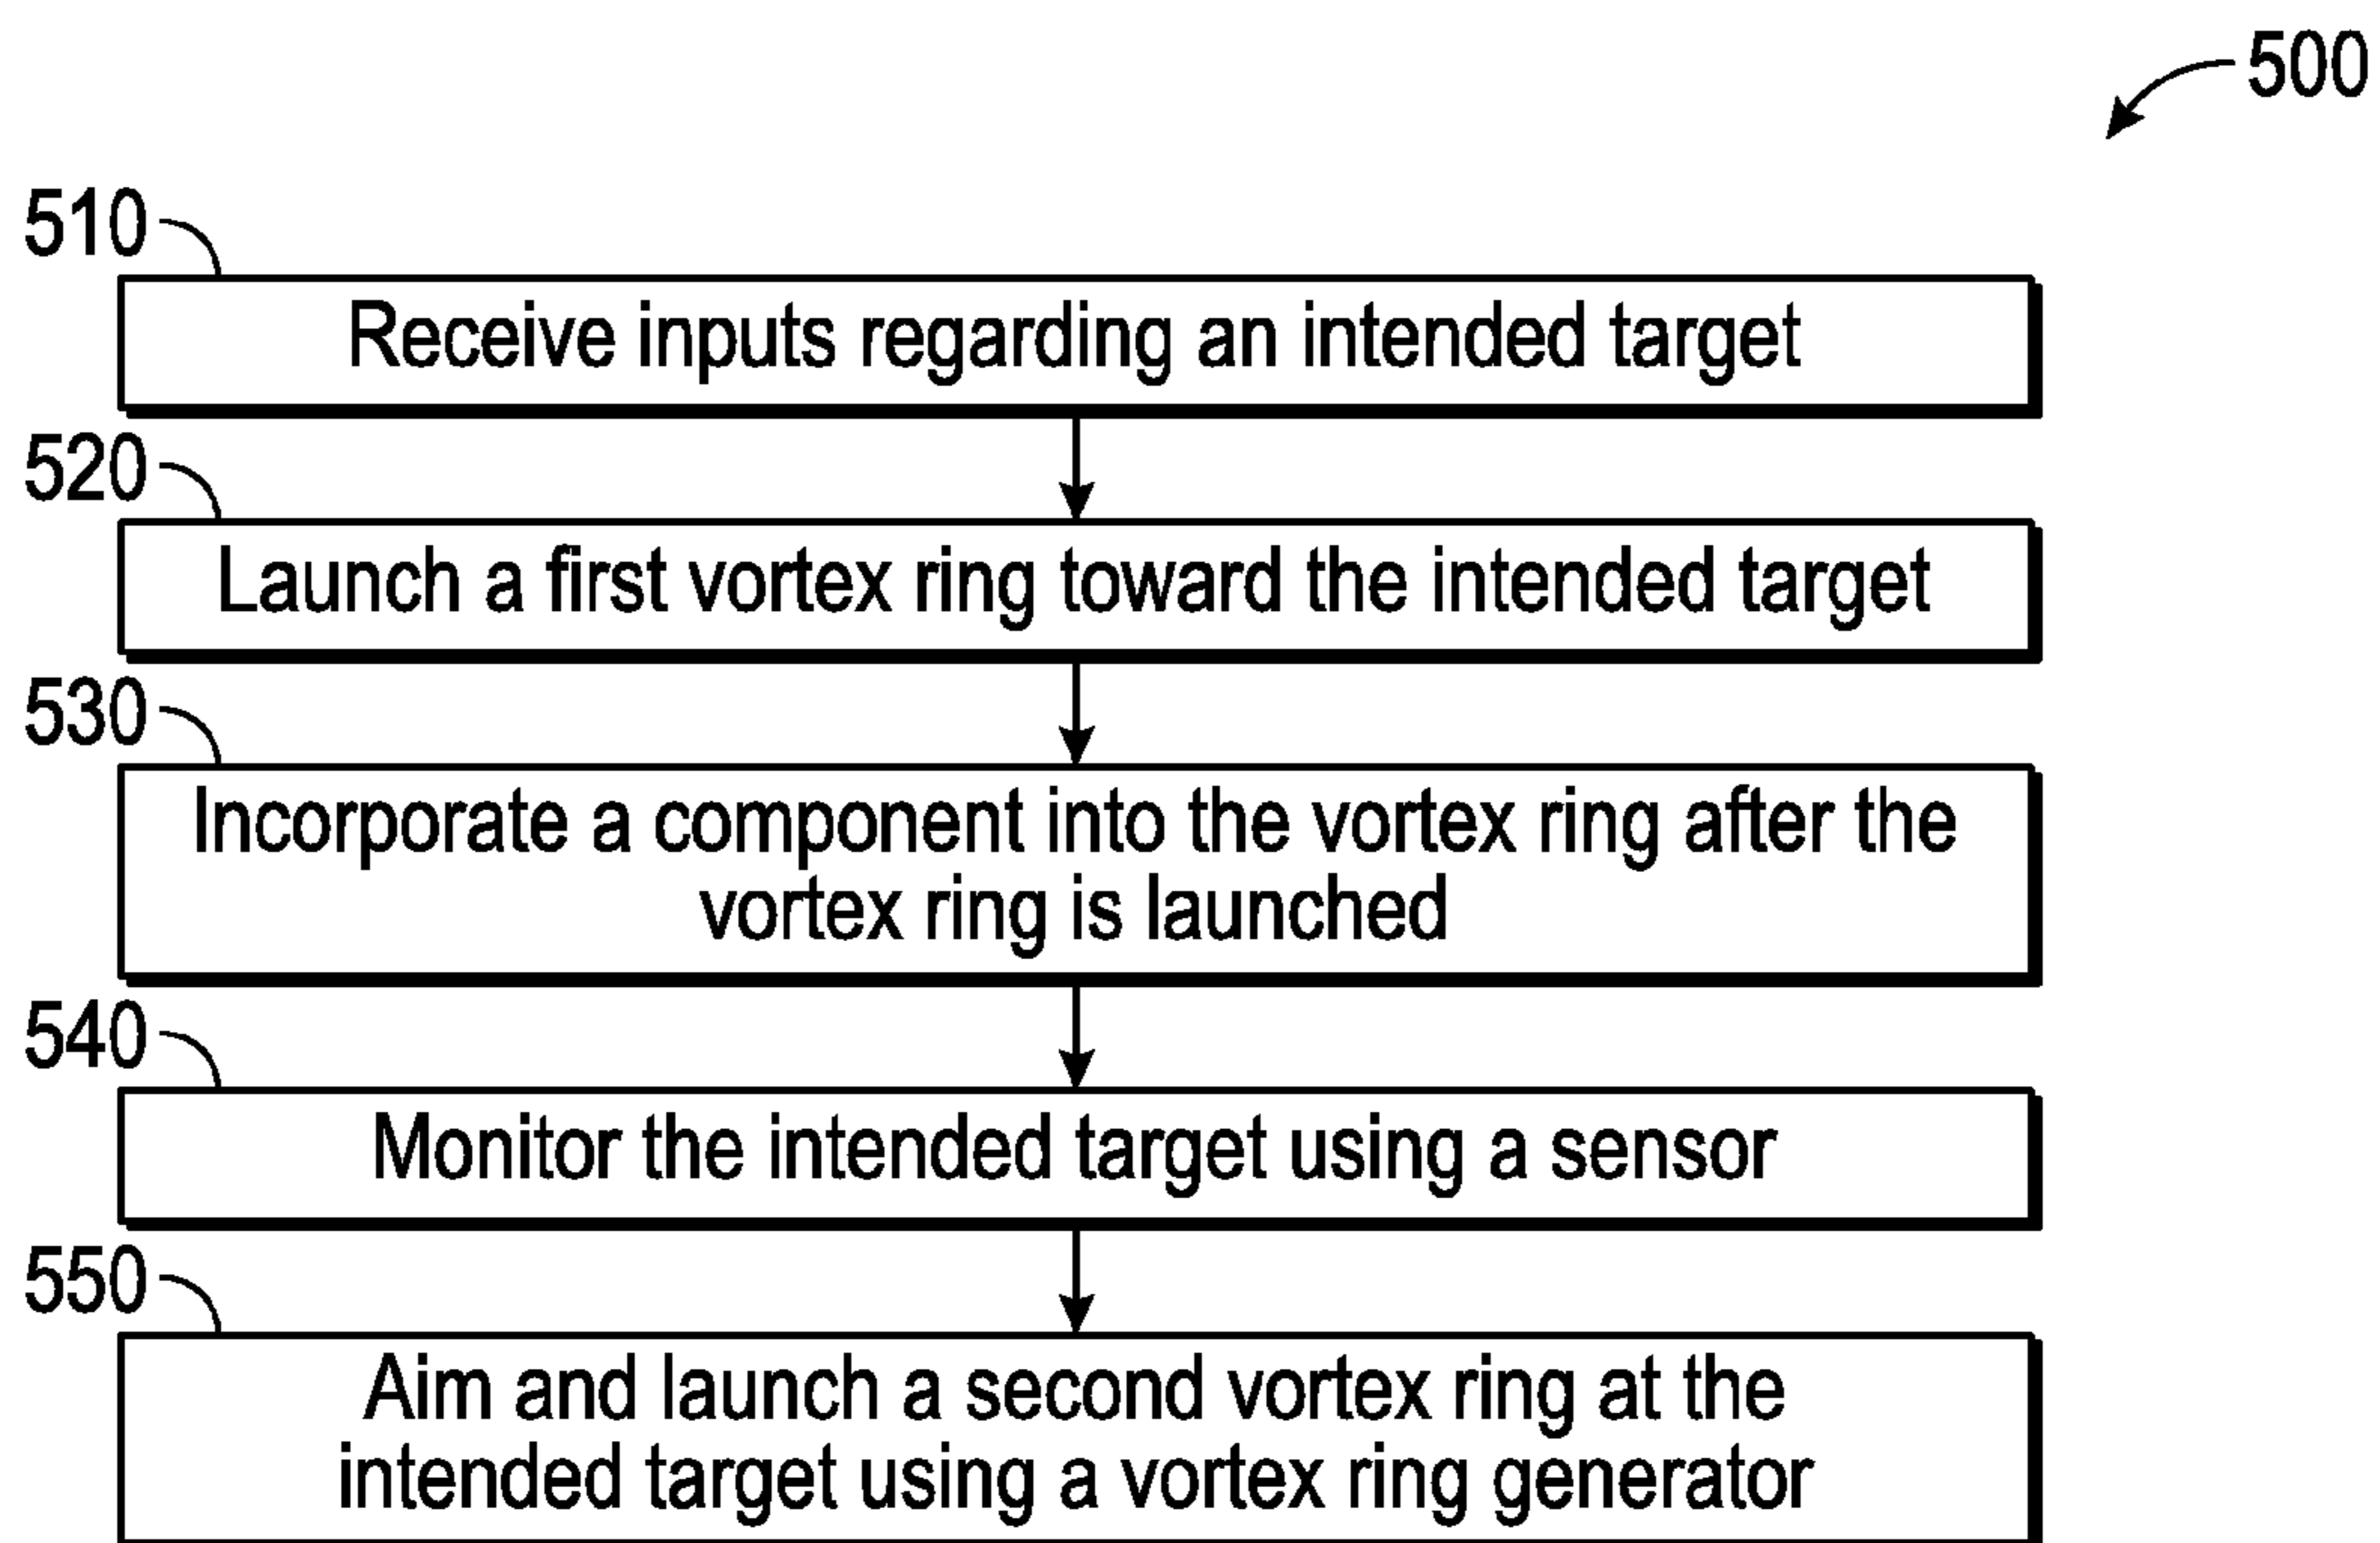 500
510
Receive inputs regarding an intended target
520
Launch a first vortex ring toward the intended target
530
Incorporate a component into the vortex ring after the
vortex ring is launched
540
Monitor the intended target using a sensor
550
Aim and launch a second vortex ring at the
intended target using a vortex ring generator